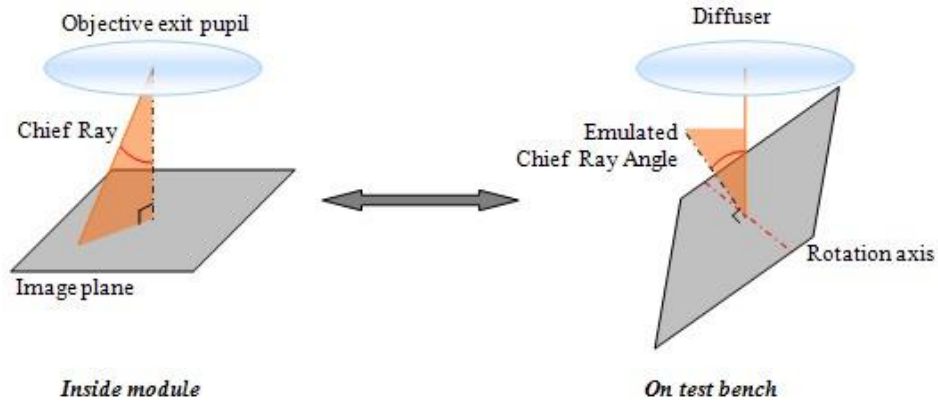 Objective exit pupil
Chief Ray
Image plane
Inside module
Diffuser
Emulated
Chief Ray Angle
Rotation axis
On test bench